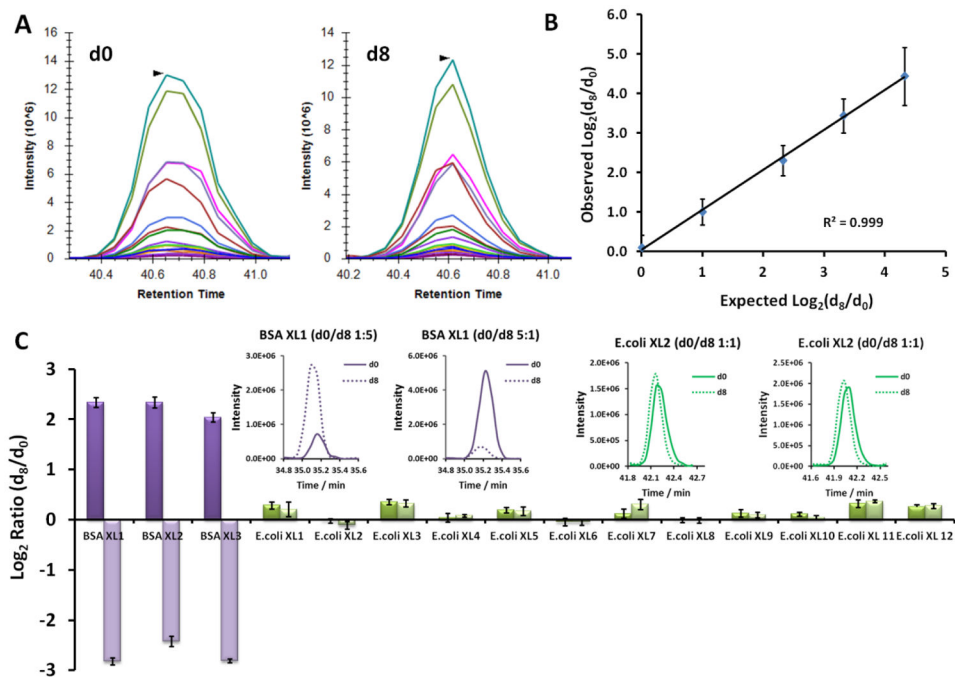 A
d0
16
14
12
10
8
6
4
2
0
Intensity (10^6)
40.4 40.6 40.8 41.0
Retention Time
d8
14
12
10
8
6
4
2
0
Intensity (10^6)
40.2 40.4 40.6 40.8 41.0
Retention Time
B
6.0
5.0
4.0
3.0
2.0
1.0
0.0
Observed Log2(d8/d0)
R² = 0.999
0 1 2 3 4 5
Expected Log2(d8/d0)
C
3
2
1
0
-1
-2
-3
Log2 Ratio (d8/d0)
BSA XL1 (d0/d8 1:5)
3.0E+06
2.0E+06
1.0E+06
0.0E+00
Intensity
d0
d8
34.8 35.0 35.2 35.4 35.6
Time / min
BSA XL1 (d0/d8 5:1)
6.0E+06
4.0E+06
2.0E+06
0.0E+00
Intensity
d0
d8
34.8 35.0 35.2 35.4 35.6
Time / min
E.coli XL2 (d0/d8 1:1)
2.0E+06
1.5E+06
1.0E+06
5.0E+05
0.0E+00
Intensity
d0
d8
41.8 42.1 42.4 42.7
Time / min
E.coli XL2 (d0/d8 1:1)
2.5E+06
2.0E+06
1.5E+06
1.0E+06
5.0E+05
0.0E+00
Intensity
d0
d8
41.6 41.9 42.2 42.5
Time / min
BSA XL1 BSA XL2 BSA XL3 E.coli XL1 E.coli XL2 E.coli XL3 E.coli XL4 E.coli XL5 E.coli XL6 E.coli XL7 E.coli XL8 E.coli XL9 E.coli XL10 E.coli XL 11 E.coli XL 12